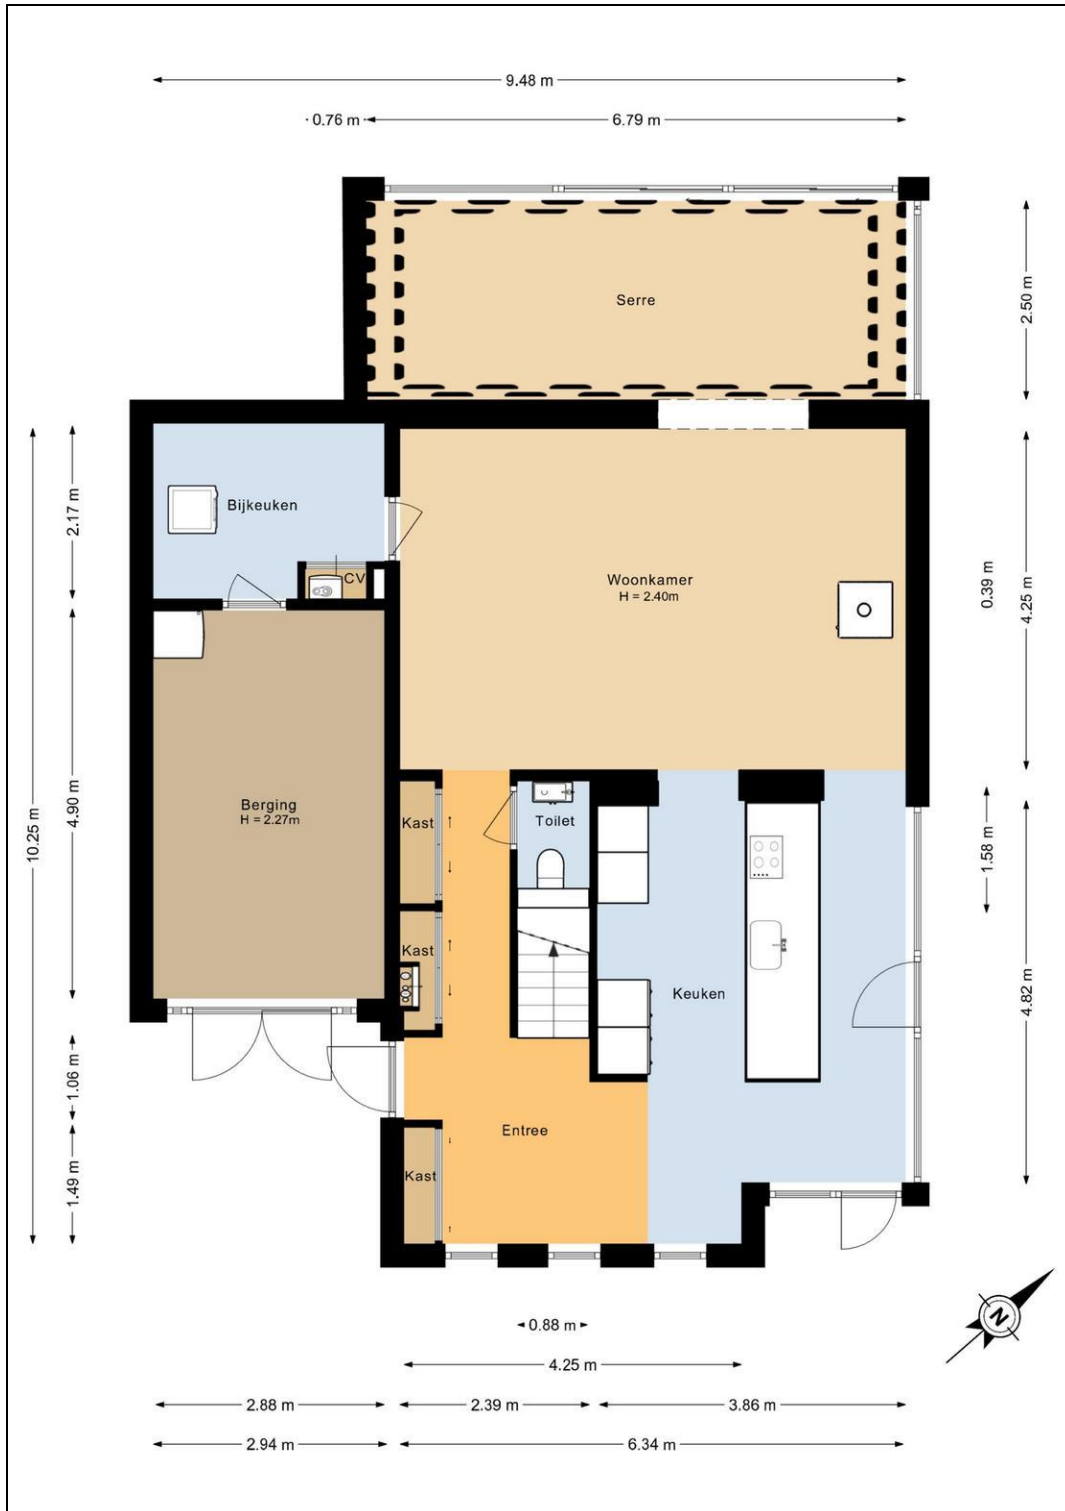 9.48 m
0.76 m
6.79 m
Serre
2.50 m
2.17 m
Bijkeuken
CV
Woonkamer
H = 2.40m
0.39 m
4.25 m
10.25 m
4.90 m
Berging
H = 2.27m
Kast
Toilet
1.58 m
Kast
Keuken
4.82 m
1.06 m
Entree
1.49 m
Kast
N
0.88 m
4.25 m
2.88 m
2.39 m
3.86 m
2.94 m
6.34 m